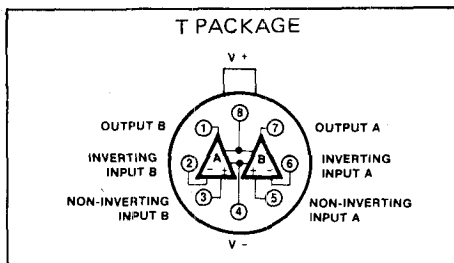 T PACKAGE
V +
8
OUTPUT B 1 7 OUTPUT A
INVERTING INPUT B 2 A B 6 INVERTING INPUT A
- + + -
NON-INVERTING INPUT B 3 4 5 NON-INVERTING INPUT A
V -